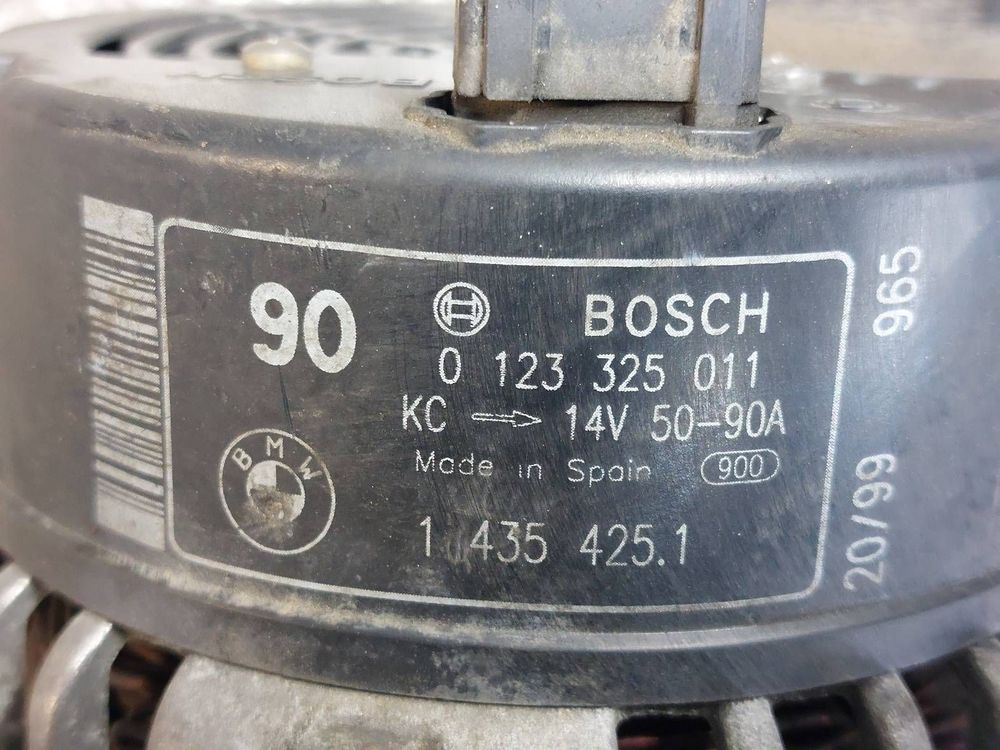 90
BOSCH
0 123 325 011
KC 14V 50-90A
Made in Spain 900
BMW
1 435 425.1
965
20/99